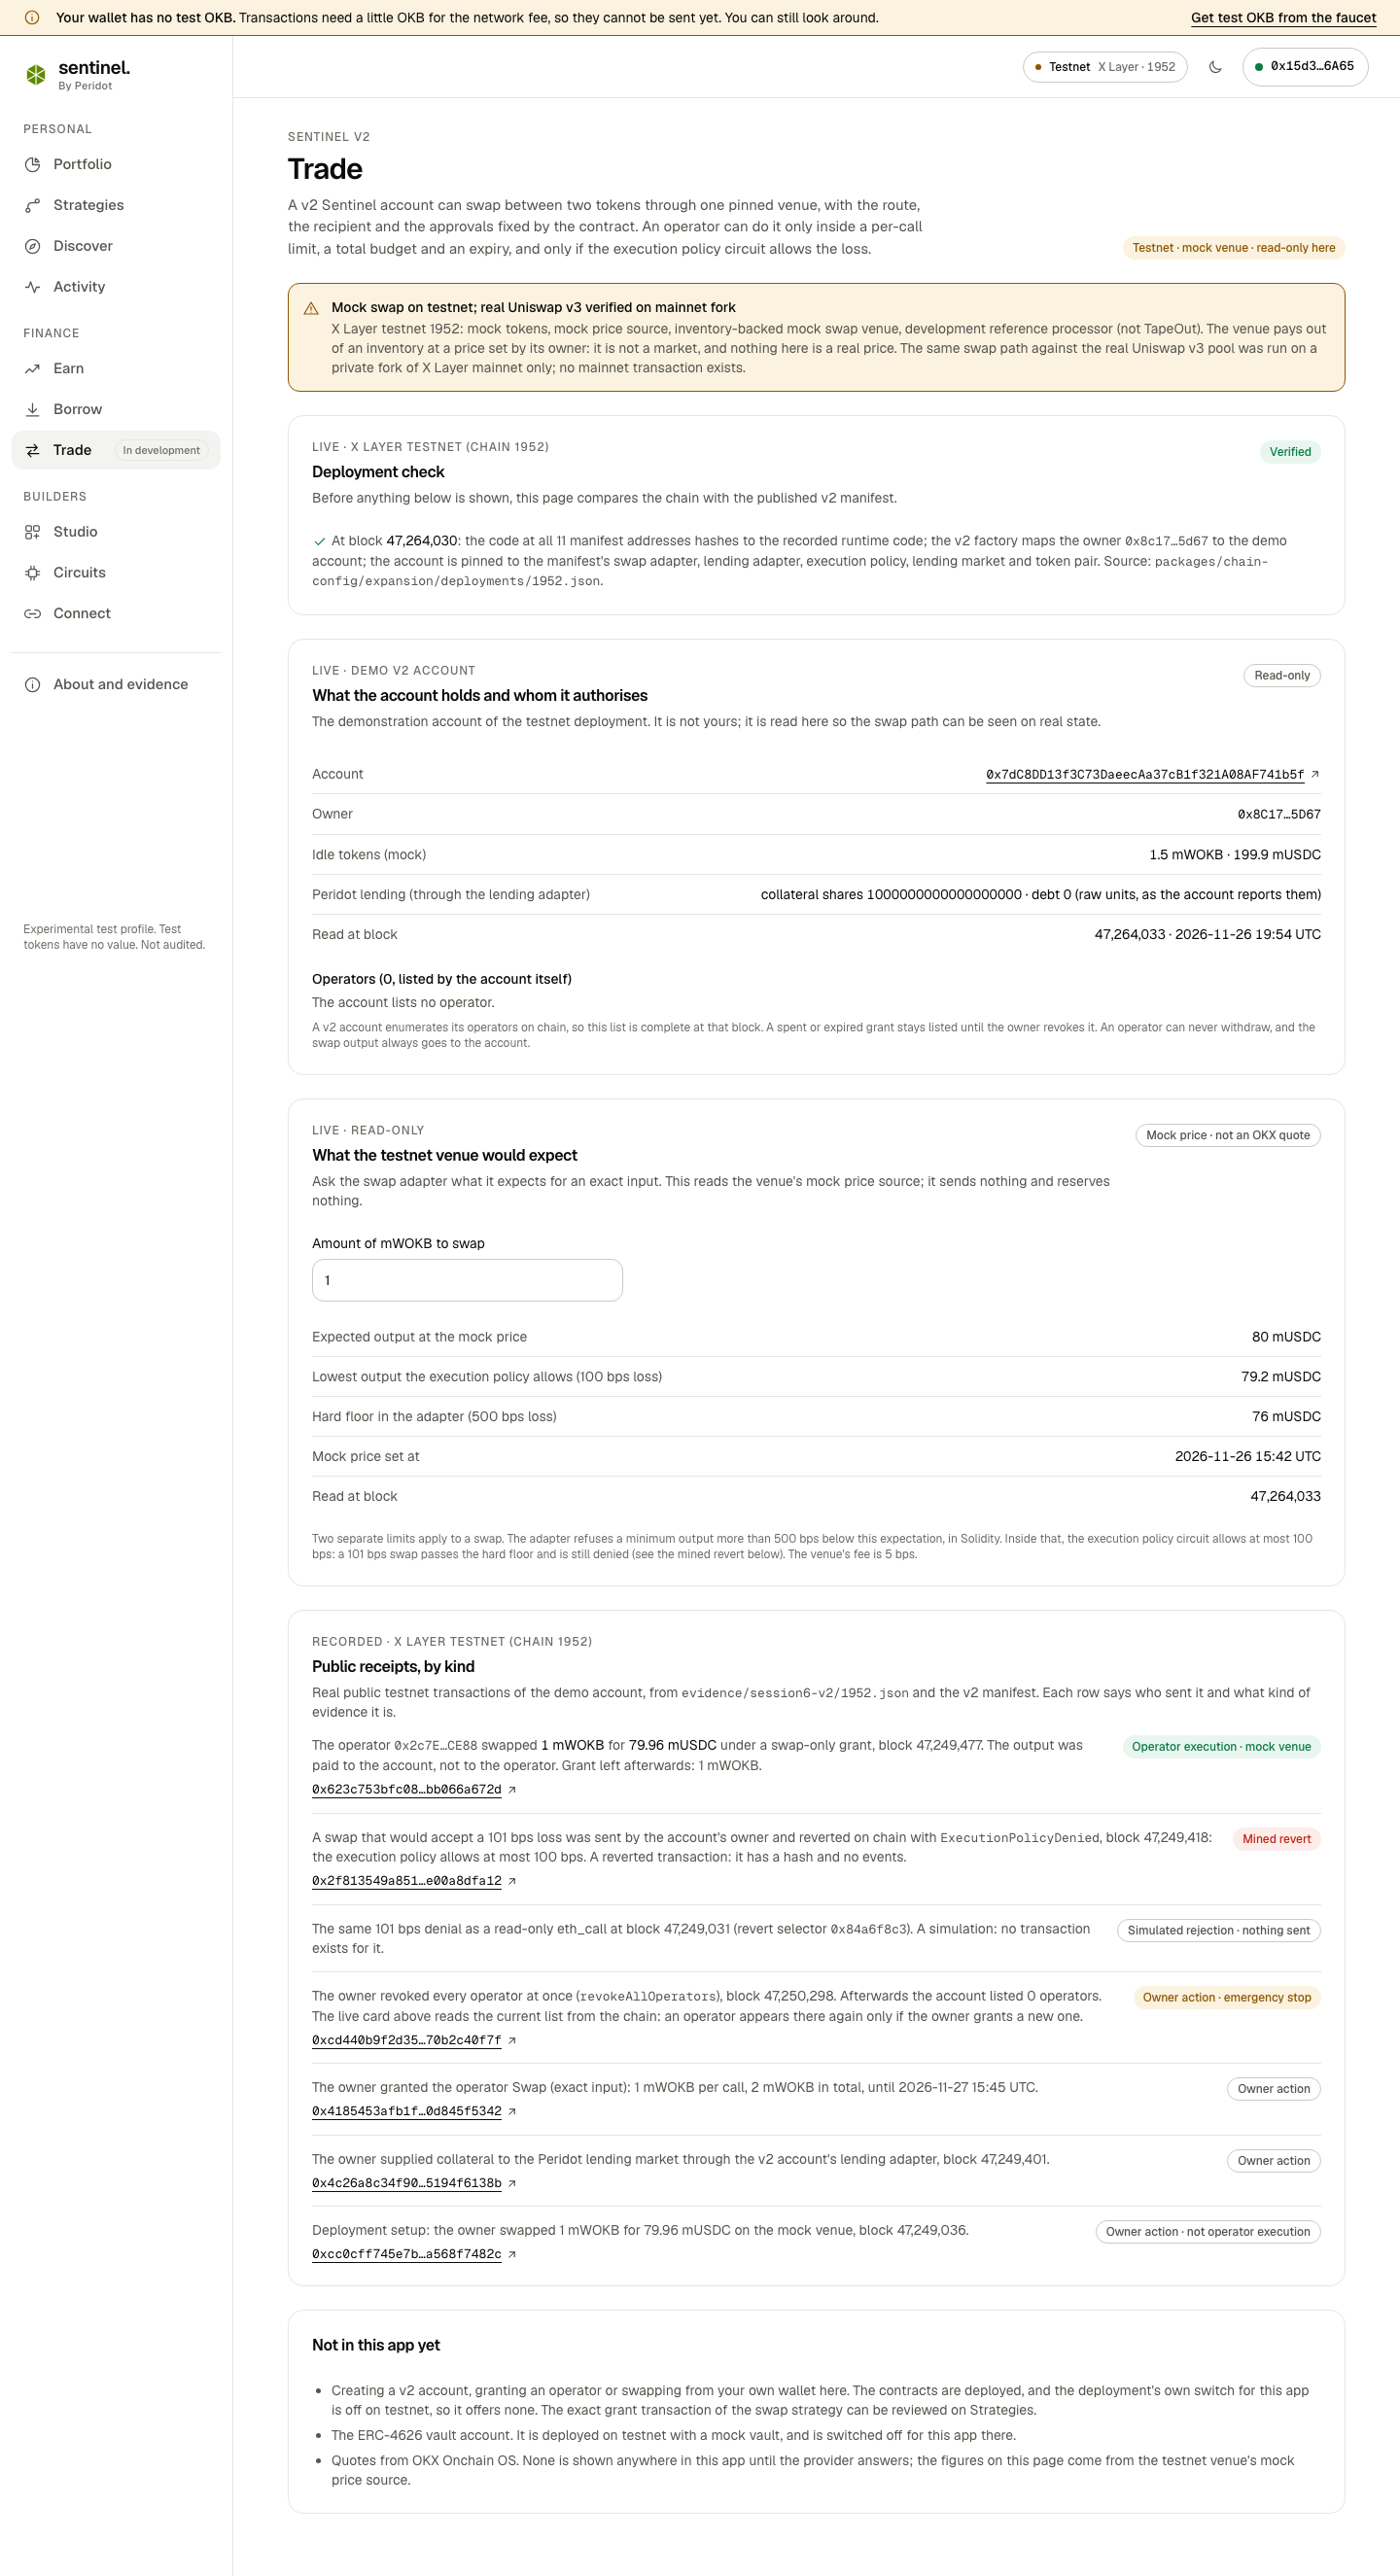 Your wallet has no test OKB. Transactions need a little OKB for the network fee, so they cannot be sent yet. You can still look around.
Get test OKB from the faucet
sentinel.
By Peridot
Testnet X Layer · 1952
0x15d3…6A65
PERSONAL
Portfolio
Strategies
Discover
Activity
FINANCE
Earn
Borrow
Trade
In development
BUILDERS
Studio
Circuits
Connect
About and evidence
Experimental test profile. Test
tokens have no value. Not audited.
SENTINEL V2
Trade
A v2 Sentinel account can swap between two tokens through one pinned venue, with the route,
the recipient and the approvals fixed by the contract. An operator can do it only inside a per-call
limit, a total budget and an expiry, and only if the execution policy circuit allows the loss.
Testnet · mock venue · read-only here
Mock swap on testnet; real Uniswap v3 verified on mainnet fork
X Layer testnet 1952: mock tokens, mock price source, inventory-backed mock swap venue, development reference processor (not TapeOut). The venue pays out
of an inventory at a price set by its owner: it is not a market, and nothing here is a real price. The same swap path against the real Uniswap v3 pool was run on a
private fork of X Layer mainnet only; no mainnet transaction exists.
LIVE · X LAYER TESTNET (CHAIN 1952)
Verified
Deployment check
Before anything below is shown, this page compares the chain with the published v2 manifest.
At block 47,264,030: the code at all 11 manifest addresses hashes to the recorded runtime code; the v2 factory maps the owner 0x8c17…5d67 to the demo
account; the account is pinned to the manifest's swap adapter, lending adapter, execution policy, lending market and token pair. Source: packages/chain-
config/expansion/deployments/1952.json.
LIVE · DEMO V2 ACCOUNT
Read-only
What the account holds and whom it authorises
The demonstration account of the testnet deployment. It is not yours; it is read here so the swap path can be seen on real state.
Account
0x7dC8DD13f3C73DaeecAa37cB1f321A08AF741b5f
Owner
0x8C17…5D67
Idle tokens (mock)
1.5 mWOKB · 199.9 mUSDC
Peridot lending (through the lending adapter)
collateral shares 1000000000000000000 · debt 0 (raw units, as the account reports them)
Read at block
47,264,033 · 2026-11-26 19:54 UTC
Operators (0, listed by the account itself)
The account lists no operator.
A v2 account enumerates its operators on chain, so this list is complete at that block. A spent or expired grant stays listed until the owner revokes it. An operator can never withdraw, and the
swap output always goes to the account.
LIVE · READ-ONLY
Mock price · not an OKX quote
What the testnet venue would expect
Ask the swap adapter what it expects for an exact input. This reads the venue's mock price source; it sends nothing and reserves
nothing.
Amount of mWOKB to swap
1
Expected output at the mock price
80 mUSDC
Lowest output the execution policy allows (100 bps loss)
79.2 mUSDC
Hard floor in the adapter (500 bps loss)
76 mUSDC
Mock price set at
2026-11-26 15:42 UTC
Read at block
47,264,033
Two separate limits apply to a swap. The adapter refuses a minimum output more than 500 bps below this expectation, in Solidity. Inside that, the execution policy circuit allows at most 100
bps: a 101 bps swap passes the hard floor and is still denied (see the mined revert below). The venue's fee is 5 bps.
RECORDED · X LAYER TESTNET (CHAIN 1952)
Public receipts, by kind
Real public testnet transactions of the demo account, from evidence/session6-v2/1952.json and the v2 manifest. Each row says who sent it and what kind of
evidence it is.
The operator 0x2c7E…CE88 swapped 1 mWOKB for 79.96 mUSDC under a swap-only grant, block 47,249,477. The output was
paid to the account, not to the operator. Grant left afterwards: 1 mWOKB.
Operator execution · mock venue
0x623c753bfc08…bb066a672d
A swap that would accept a 101 bps loss was sent by the account's owner and reverted on chain with ExecutionPolicyDenied, block 47,249,418:
the execution policy allows at most 100 bps. A reverted transaction: it has a hash and no events.
Mined revert
0x2f813549a851…e00a8dfa12
The same 101 bps denial as a read-only eth_call at block 47,249,031 (revert selector 0x84a6f8c3). A simulation: no transaction
exists for it.
Simulated rejection · nothing sent
The owner revoked every operator at once (revokeAllOperators), block 47,250,298. Afterwards the account listed 0 operators.
The live card above reads the current list from the chain: an operator appears there again only if the owner grants a new one.
Owner action · emergency stop
0xcd440b9f2d35…70b2c40f7f
The owner granted the operator Swap (exact input): 1 mWOKB per call, 2 mWOKB in total, until 2026-11-27 15:45 UTC.
Owner action
0x4185453afb1f…0d845f5342
The owner supplied collateral to the Peridot lending market through the v2 account's lending adapter, block 47,249,401.
Owner action
0x4c26a8c34f90…5194f6138b
Deployment setup: the owner swapped 1 mWOKB for 79.96 mUSDC on the mock venue, block 47,249,036.
Owner action · not operator execution
0xcc0cff745e7b…a568f7482c
Not in this app yet
Creating a v2 account, granting an operator or swapping from your own wallet here. The contracts are deployed, and the deployment's own switch for this app
is off on testnet, so it offers none. The exact grant transaction of the swap strategy can be reviewed on Strategies.
The ERC-4626 vault account. It is deployed on testnet with a mock vault, and is switched off for this app there.
Quotes from OKX Onchain OS. None is shown anywhere in this app until the provider answers; the figures on this page come from the testnet venue's mock
price source.